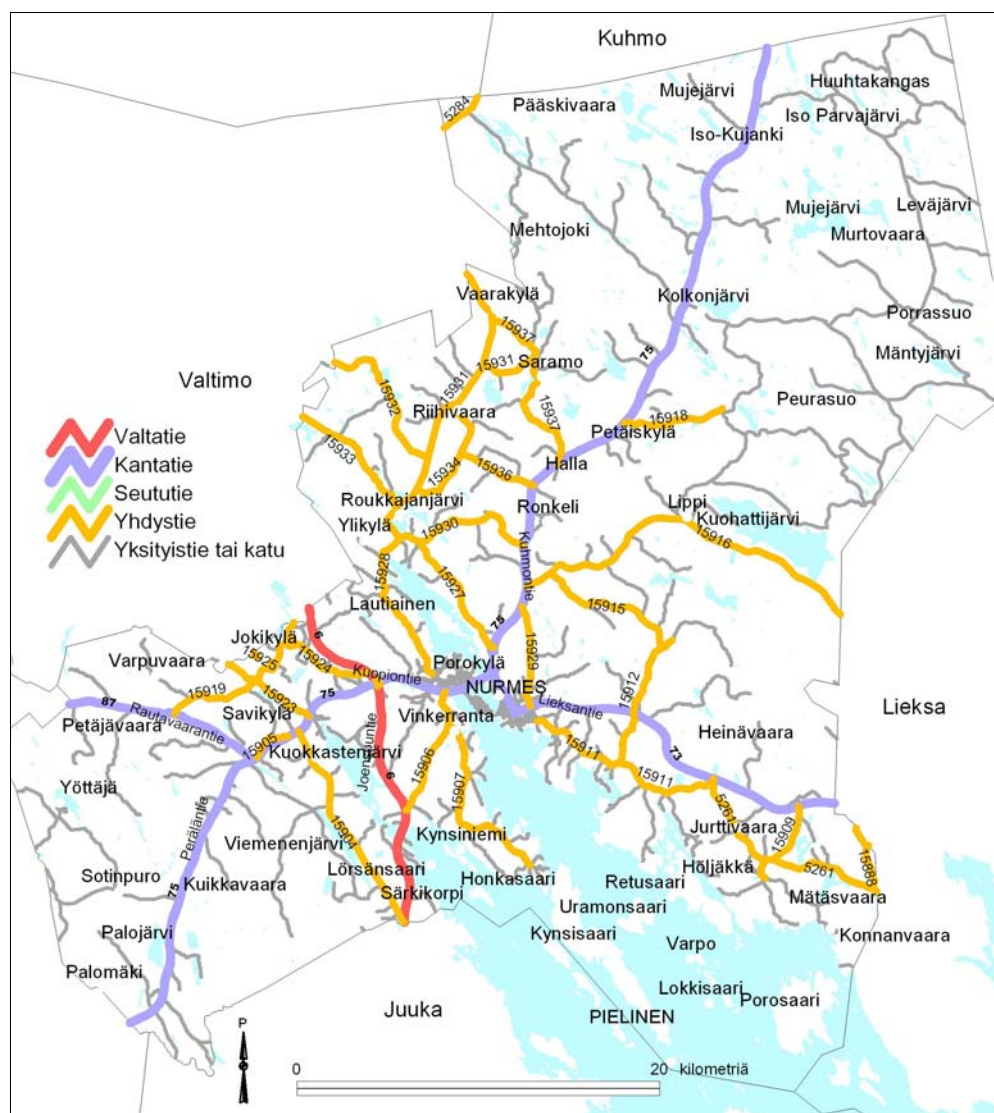 Kuhmo
Huuhtakangas
Mujejärvi
Pääskivaara
Iso Parvajärvi
5284
Iso-Kujanki
Mujejärvi
Leväjärvi
Mehtojoki
Murtovaara
Vaarakylä
Kolkonjärvi
Porrassuo
15937
Mäntyjärvi
75
15931
Saramo
Valtimo
15931
15932
Peurasuo
Riihivaara
15937
15918
Petäiskylä
Valtatie
15933
Kantatie
15934
15936
Halla
Seututie
Roukkajanjärvi
Lippi
Ronkeli
Yhdystie
Ylikylä
15930
Kuohattijärvi
15916
Yksityistie tai katu
15928
Kuhmontie
15927
Lautiainen
15915
75
6
Jokikylä
15929
Varpuvaara
15925
15924
Porokylä
Kuopiontie
15912
NURMES
15919
75
87
15923
Lieksantie
Lieksa
Petäjävaara
Rautavaarantie
Savikylä
Vinkerranta
Heinävaara
15905
Kuokkastenjärvi
Joensuuntie
15911
73
6
15906
15911
Yöttäjä
15907
5261
Peräjäntie
15904
Kynsiniemi
Jurttivaara
15909
Viemenenjärvi
Lörsänsaari
Höljäkkä
15888
Sotinpuro
75
Kuikkavaara
Honkasaari
Retusaari
5261
Särkikorpi
Mätäsvaara
Uramonsaari
Palojärvi
Kynsisaari
Varpo
Konnanvaara
Palomäki
Lokkisaari
Porosaari
Juuka
PIELINEN
P
0
20 kilometriä